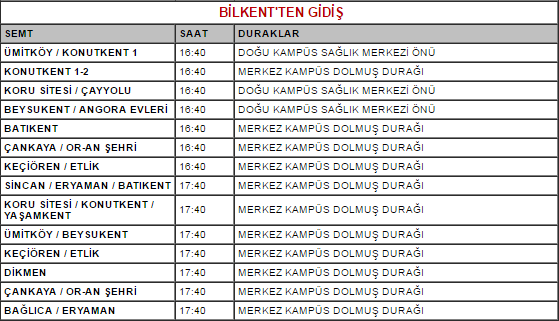 BİLKENT'TEN GİDİŞ
SEMT SAAT DURAKLAR
ÜMİTKÖY / KONUTKENT 1 16:40 DOĞU KAMPÜS SAĞLIK MERKEZİ ÖNÜ
KONUTKENT 1-2 16:40 MERKEZ KAMPÜS DOLMUŞ DURAĞI
KORU SİTESİ / ÇAYYOLU 16:40 DOĞU KAMPÜS SAĞLIK MERKEZİ ÖNÜ
BEYSUKENT / ANGORA EVLERİ 16:40 DOĞU KAMPÜS SAĞLIK MERKEZİ ÖNÜ
BATIKENT 16:40 MERKEZ KAMPÜS DOLMUŞ DURAĞI
ÇANKAYA / OR-AN ŞEHRİ 16:40 MERKEZ KAMPÜS DOLMUŞ DURAĞI
KEÇİÖREN / ETLİK 16:40 MERKEZ KAMPÜS DOLMUŞ DURAĞI
SİNCAN / ERYAMAN / BATIKENT 17:40 MERKEZ KAMPÜS DOLMUŞ DURAĞI
KORU SİTESİ / KONUTKENT /
YAŞAMKENT 17:40 MERKEZ KAMPÜS DOLMUŞ DURAĞI
ÜMİTKÖY / BEYSUKENT 17:40 MERKEZ KAMPÜS DOLMUŞ DURAĞI
KEÇİÖREN / ETLİK 17:40 MERKEZ KAMPÜS DOLMUŞ DURAĞI
DİKMEN 17:40 MERKEZ KAMPÜS DOLMUŞ DURAĞI
ÇANKAYA / OR-AN ŞEHRİ 17:40 MERKEZ KAMPÜS DOLMUŞ DURAĞI
BAĞLICA / ERYAMAN 17:40 MERKEZ KAMPÜS DOLMUŞ DURAĞI